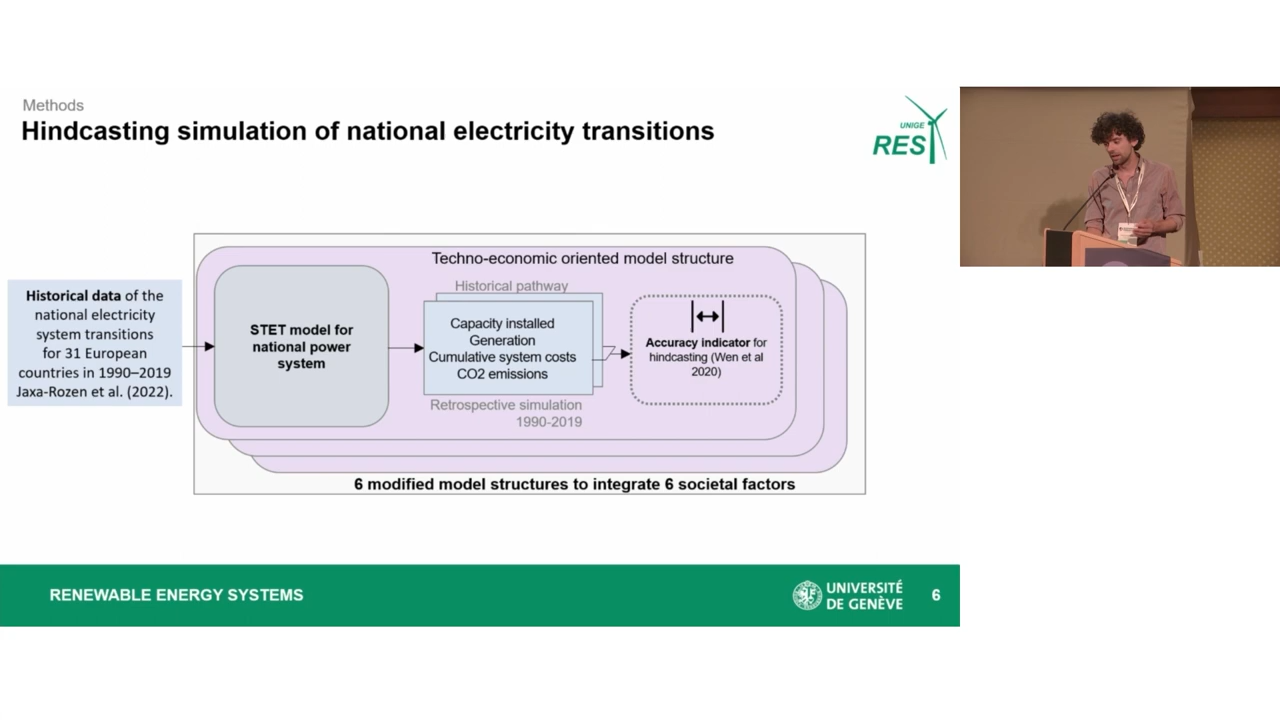 Methods
Hindcasting simulation of national electricity transitions
UNIGE
RES
Historical data of the
national electricity
system transitions
for 31 European
countries in 1990–2019
Jaxa-Rozen et al. (2022).
Techno-economic oriented model structure
STET model for
national power
system
Historical pathway
Capacity installed
Generation
Cumulative system costs
CO2 emissions
Retrospective simulation
1990-2019
Accuracy indicator for
hindcasting (Wen et al
2020)
6 modified model structures to integrate 6 societal factors
RENEWABLE ENERGY SYSTEMS
UNIVERSITÉ
DE GENÈVE
6